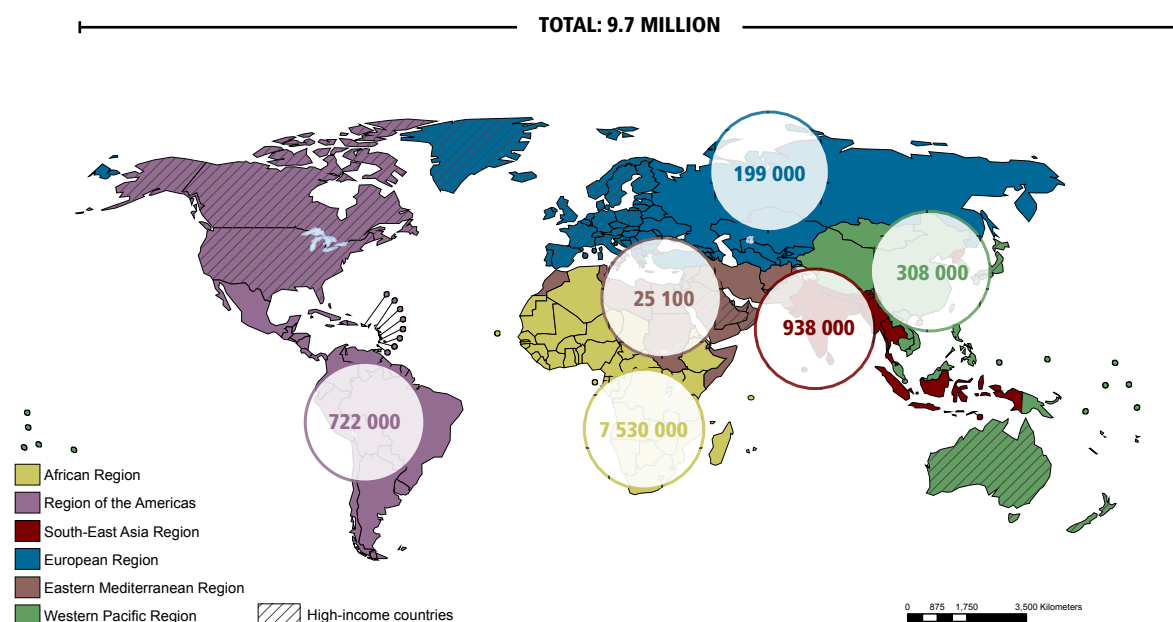 TOTAL: 9.7 MILLION
199 000
308 000
25 100
938 000
722 000
7 530 000
African Region
Region of the Americas
South-East Asia Region
European Region
Eastern Mediterranean Region
Western Pacific Region
High-income countries
0 875 1,750 3,500 Kilometers